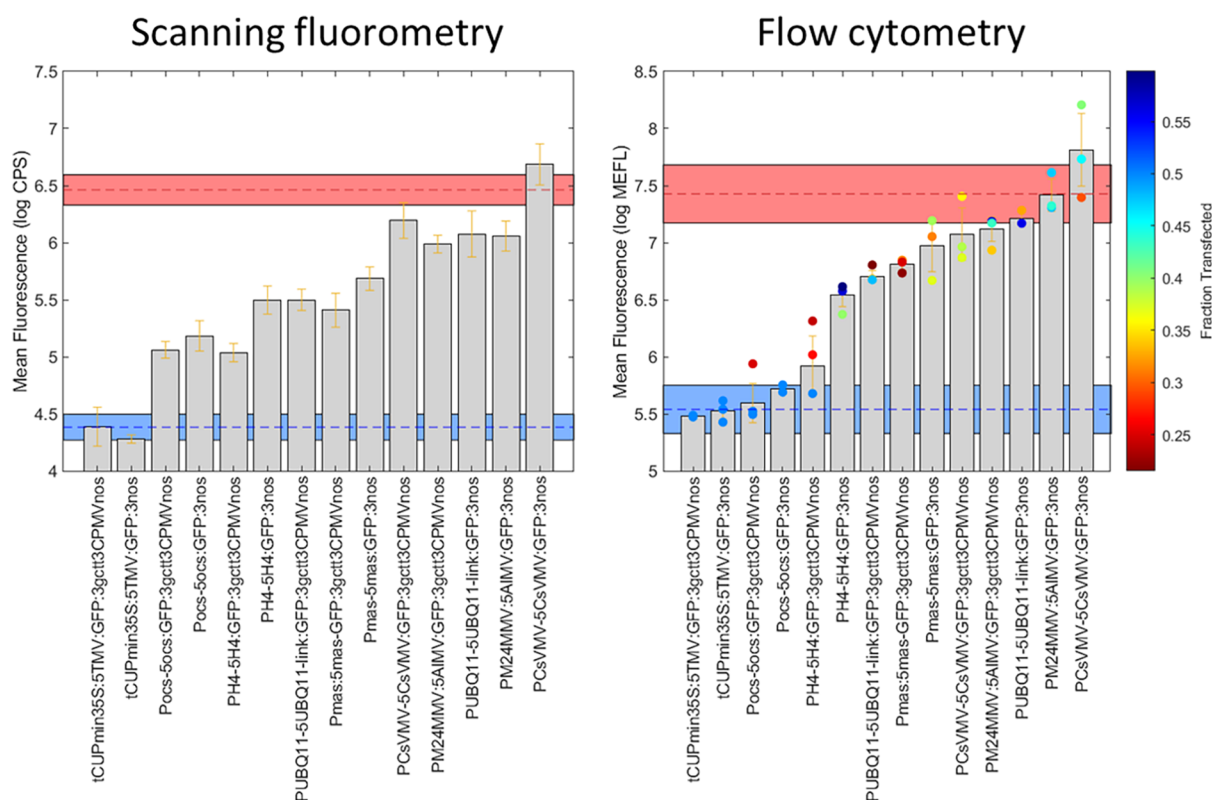 Scanning fluorometry
Flow cytometry
Mean Fluorescence (log CPS)
7.5
7
6.5
6
5.5
5
4.5
4
tCUPmin35S:5TMV:GFP:3gctt3CPMVnos
tCUPmin35S:5TMV:GFP:3nos
Pocs-5ocs:GFP:3gctt3CPMVnos
Pocs-5ocs:GFP:3nos
PH4-5H4:GFP:3gctt3CPMVnos
PH4-5H4:GFP:3nos
PUBQ11-5UBQ11-link:GFP:3gctt3CPMVnos
Pmas:5mas-GFP:3gctt3CPMVnos
Pmas-5mas:GFP:3nos
PCsVMV-5CsVMV:GFP:3gctt3CPMVnos
PM24MMV:5AlMV:GFP:3gctt3CPMVnos
PUBQ11-5UBQ11-link:GFP:3nos
PM24MMV:5AlMV:GFP:3nos
PCsVMV-5CsVMV:GFP:3nos
Mean Fluorescence (log MEFL)
8.5
8
7.5
7
6.5
6
5.5
5
tCUPmin35S:5TMV:GFP:3gctt3CPMVnos
tCUPmin35S:5TMV:GFP:3nos
Pocs-5ocs:GFP:3gctt3CPMVnos
Pocs-5ocs:GFP:3nos
PH4-5H4:GFP:3gctt3CPMVnos
PH4-5H4:GFP:3nos
PUBQ11-5UBQ11-link:GFP:3gctt3CPMVnos
Pmas:5mas-GFP:3gctt3CPMVnos
Pmas-5mas:GFP:3nos
PCsVMV-5CsVMV:GFP:3gctt3CPMVnos
PM24MMV:5AlMV:GFP:3gctt3CPMVnos
PUBQ11-5UBQ11-link:GFP:3nos
PM24MMV:5AlMV:GFP:3nos
PCsVMV-5CsVMV:GFP:3nos
0.55
0.5
0.45
0.4
0.35
0.3
0.25
Fraction Transfected